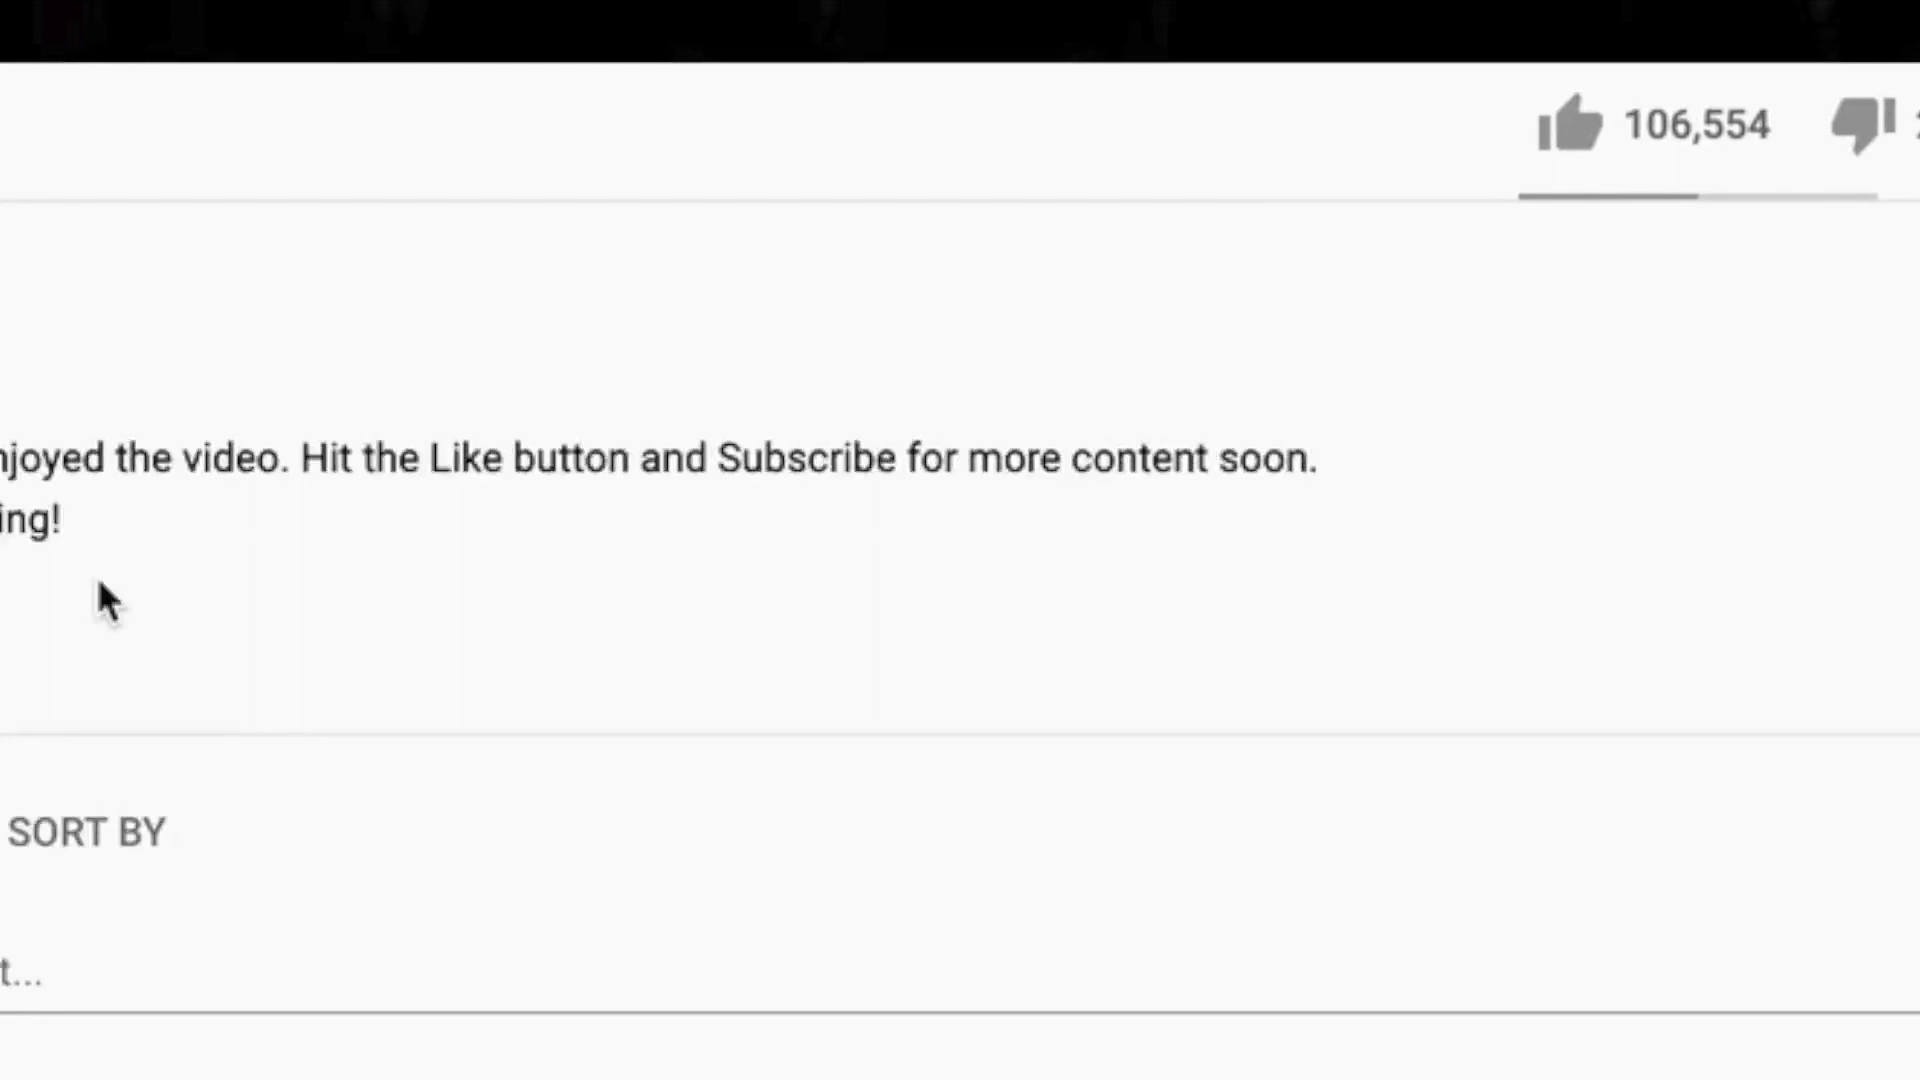 106,554
njoyed the video. Hit the Like button and Subscribe for more content soon.
ing!
SORT BY
t...